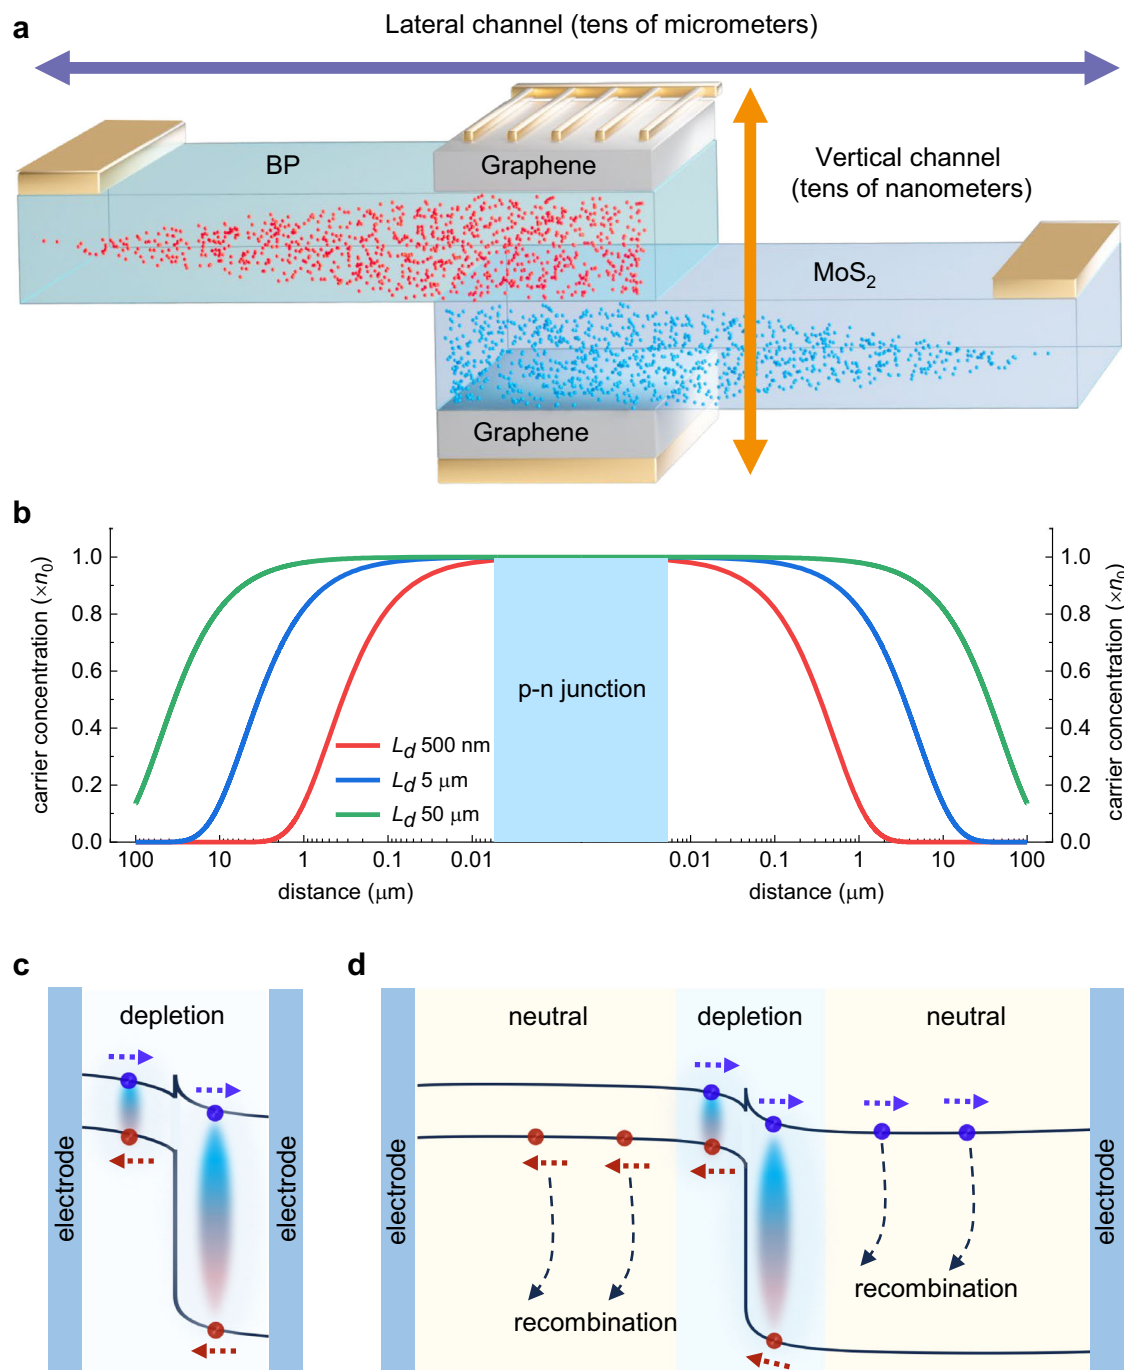 a
Lateral channel (tens of micrometers)
BP
Graphene
Vertical channel
(tens of nanometers)
MoS₂
Graphene
b
carrier concentration (×n₀)
1.0
0.8
0.6
0.4
0.2
0.0
p-n junction
L_d 500 nm
L_d 5 μm
L_d 50 μm
1.0
0.8
0.6
0.4
0.2
0.0
carrier concentration (×n₀)
100 10 1 0.1 0.01 0.01 0.1 1 10 100
distance (μm)
distance (μm)
c
depletion
electrode
electrode
d
neutral
depletion
neutral
electrode
electrode
recombination
recombination